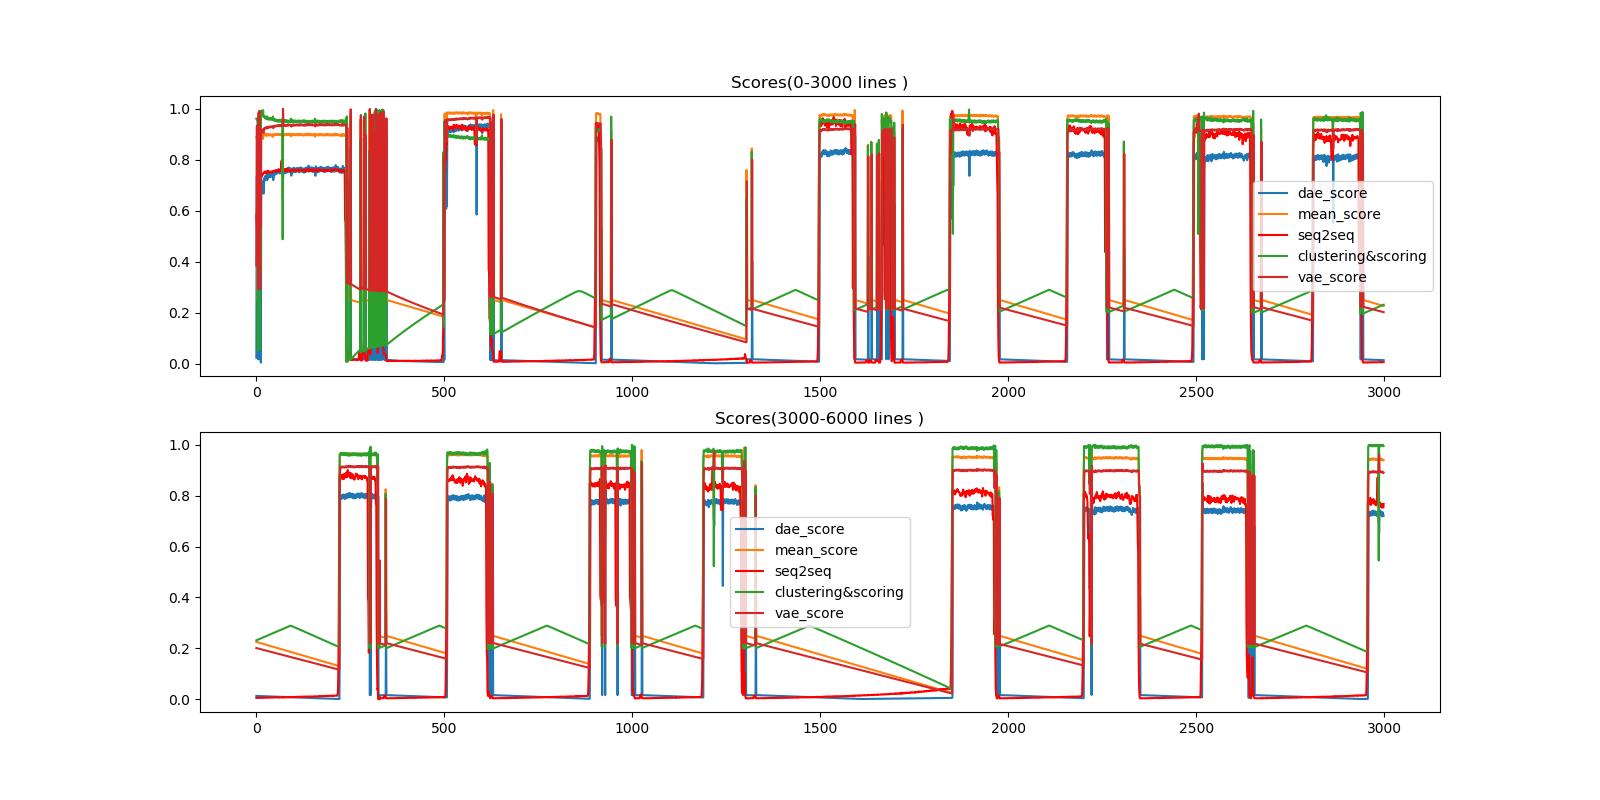 Scores(0-3000 lines )
1.0
0.8
0.6
0.4
0.2
0.0
dae_score
mean_score
seq2seq
clustering&scoring
vae_score
0 500 1000 1500 2000 2500 3000
Scores(3000-6000 lines )
1.0
0.8
0.6
0.4
0.2
0.0
dae_score
mean_score
seq2seq
clustering&scoring
vae_score
0 500 1000 1500 2000 2500 3000